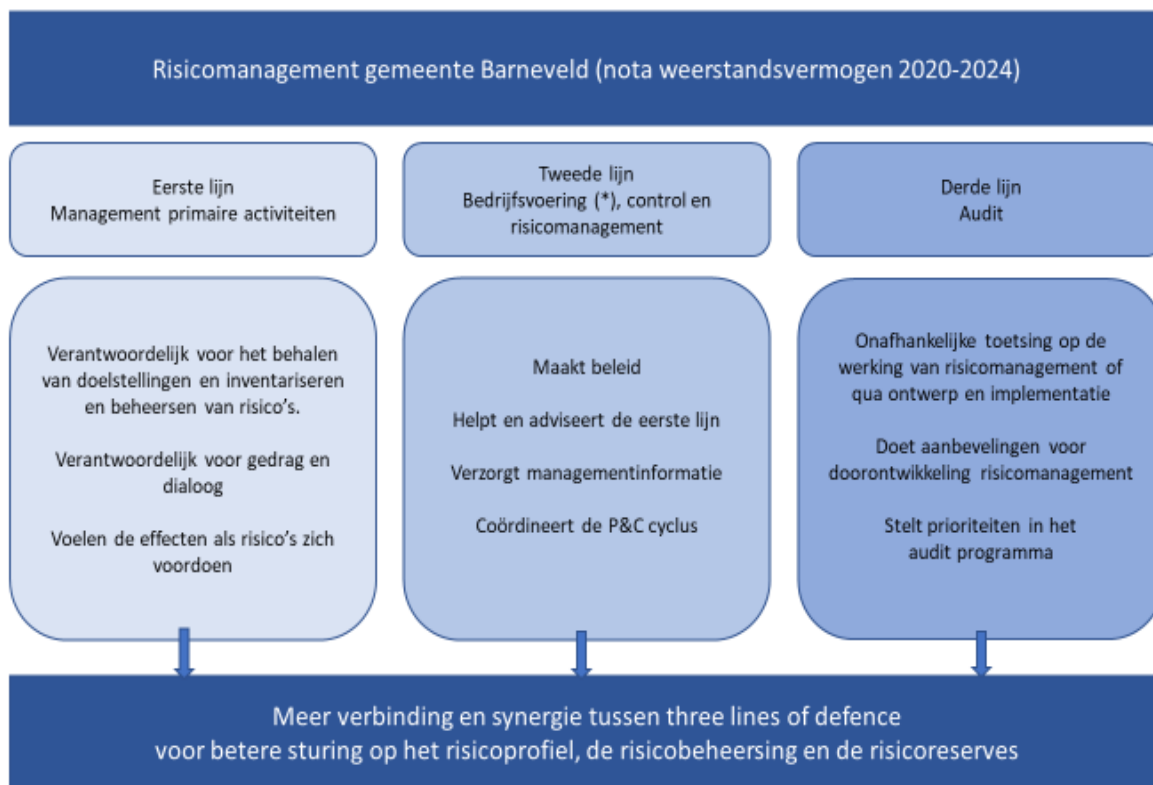 Risicomanagement gemeente Barneveld (nota weerstandsvermogen 2020-2024)
Eerste lijn
Management primaire activiteiten
Tweede lijn
Bedrijfsvoering (*), control en
risicomanagement
Derde lijn
Audit
Verantwoordelijk voor het behalen
van doelstellingen en inventariseren
en beheersen van risico's.
Verantwoordelijk voor gedrag en
dialoog
Voelen de effecten als risico's zich
voordoen
Maakt beleid
Helpt en adviseert de eerste lijn
Verzorgt managementinformatie
Coördineert de P&C cyclus
Onafhankelijke toetsing op de
werking van risicomanagement of
qua ontwerp en implementatie
Doet aanbevelingen voor
doorontwikkeling risicomanagement
Stelt prioriteiten in het
audit programma
Meer verbinding en synergie tussen three lines of defence
voor betere sturing op het risicoprofiel, de risicobeheersing en de risicoreserves